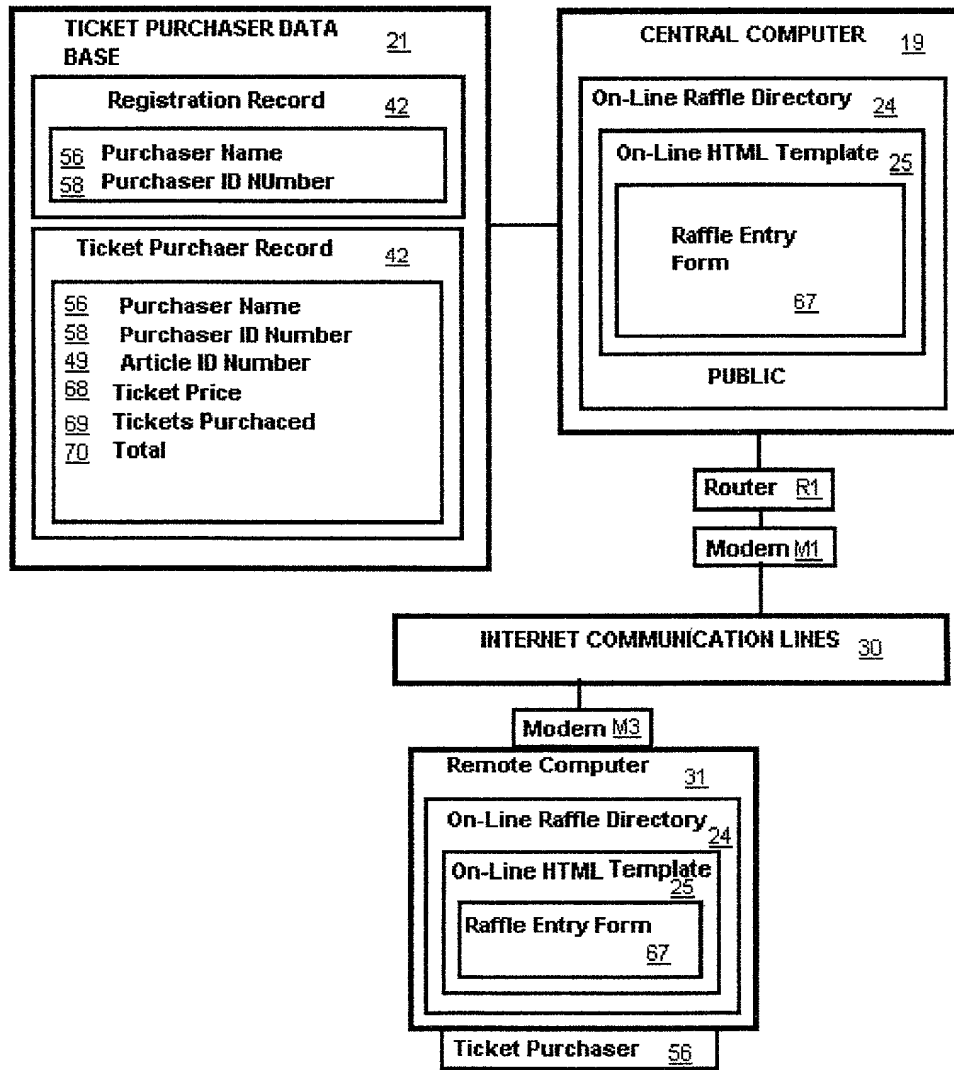 TICKET PURCHASER DATA 21
BASE
Registration Record 42
56 Purchaser Name
58 Purchaser ID NUmber
Ticket Purchaer Record 42
56 Purchaser Name
58 Purchaser ID Number
49 Article ID Number
68 Ticket Price
69 Tickets Purchaced
70 Total
CENTRAL COMPUTER 19
On-Line Raffle Directory 24
On-Line HTML Template 25
Raffle Entry
Form
67
PUBLIC
Router R1
Modem M1
INTERNET COMMUNICATION LINES 30
Modem M3
Remote Computer 31
On-Line Raffle Directory 24
On-Line HTML Template 25
Raffle Entry Form
67
Ticket Purchaser 56